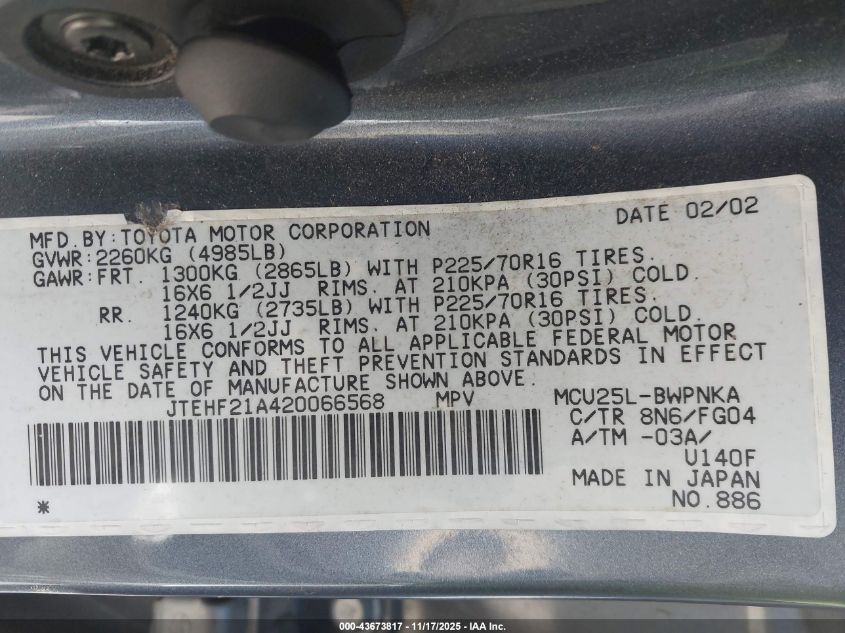 DATE 02/02
MFD.BY:TOYOTA MOTOR CORPORATION
GVWR:2260KG (4985LB)
GAWR:FRT. 1300KG (2865LB) WITH P225/70R16 TIRES.
16X6 1/2JJ RIMS. AT 210KPA (30PSI) COLD.
RR. 1240KG (2735LB) WITH P225/70R16 TIRES.
16X6 1/2JJ RIMS. AT 210KPA (30PSI) COLD.
THIS VEHICLE CONFORMS TO ALL APPLICABLE FEDERAL MOTOR
VEHICLE SAFETY AND THEFT PREVENTION STANDARDS IN EFFECT
ON THE DATE OF MANUFACTURE SHOWN ABOVE.
JTEHF21A420066568 MPV MCU25L-BWPNKA
C/TR 8N6/FG04
A/TM -03A/
U140F
MADE IN JAPAN
* NO.886
000-43673817 - 11/17/2025 - IAA Inc.